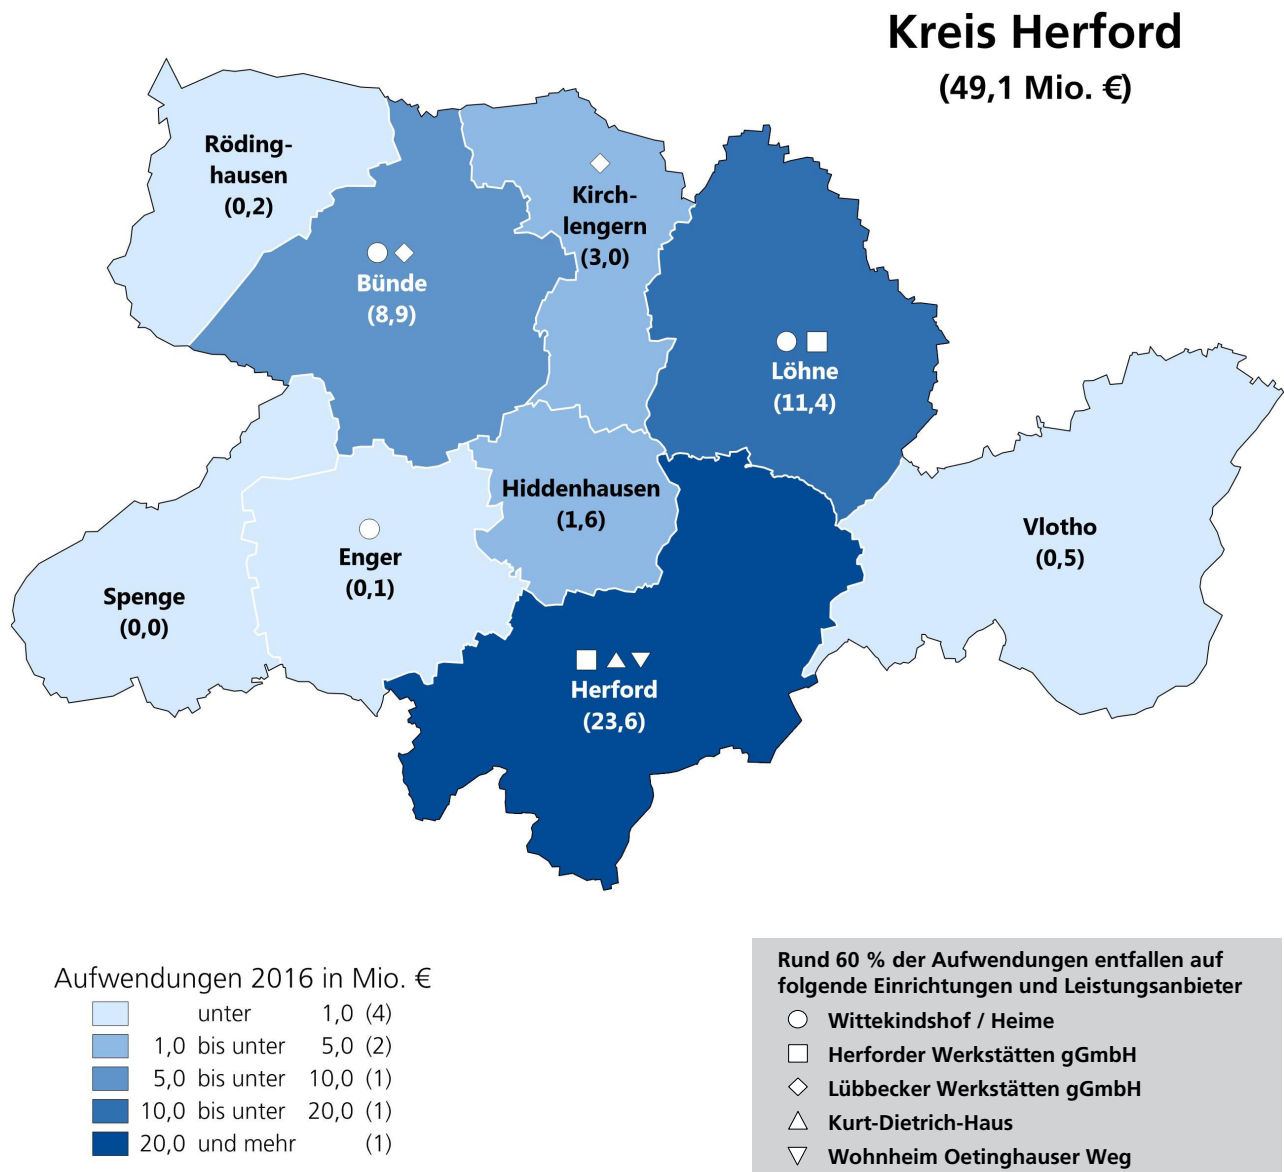 Kreis Herford
(49,1 Mio. €)
Röding-
hausen
(0,2)
Kirch-
lengern
(3,0)
Bünde
(8,9)
Löhne
(11,4)
Hiddenhausen
(1,6)
Vlotho
(0,5)
Enger
(0,1)
Spenge
(0,0)
Herford
(23,6)
Aufwendungen 2016 in Mio. €
unter 1,0 (4)
1,0 bis unter 5,0 (2)
5,0 bis unter 10,0 (1)
10,0 bis unter 20,0 (1)
20,0 und mehr (1)
Rund 60 % der Aufwendungen entfallen auf
folgende Einrichtungen und Leistungsanbieter
Wittekindshof / Heime
Herforder Werkstätten gGmbH
Lübbecker Werkstätten gGmbH
Kurt-Dietrich-Haus
Wohnheim Oetinghauser Weg